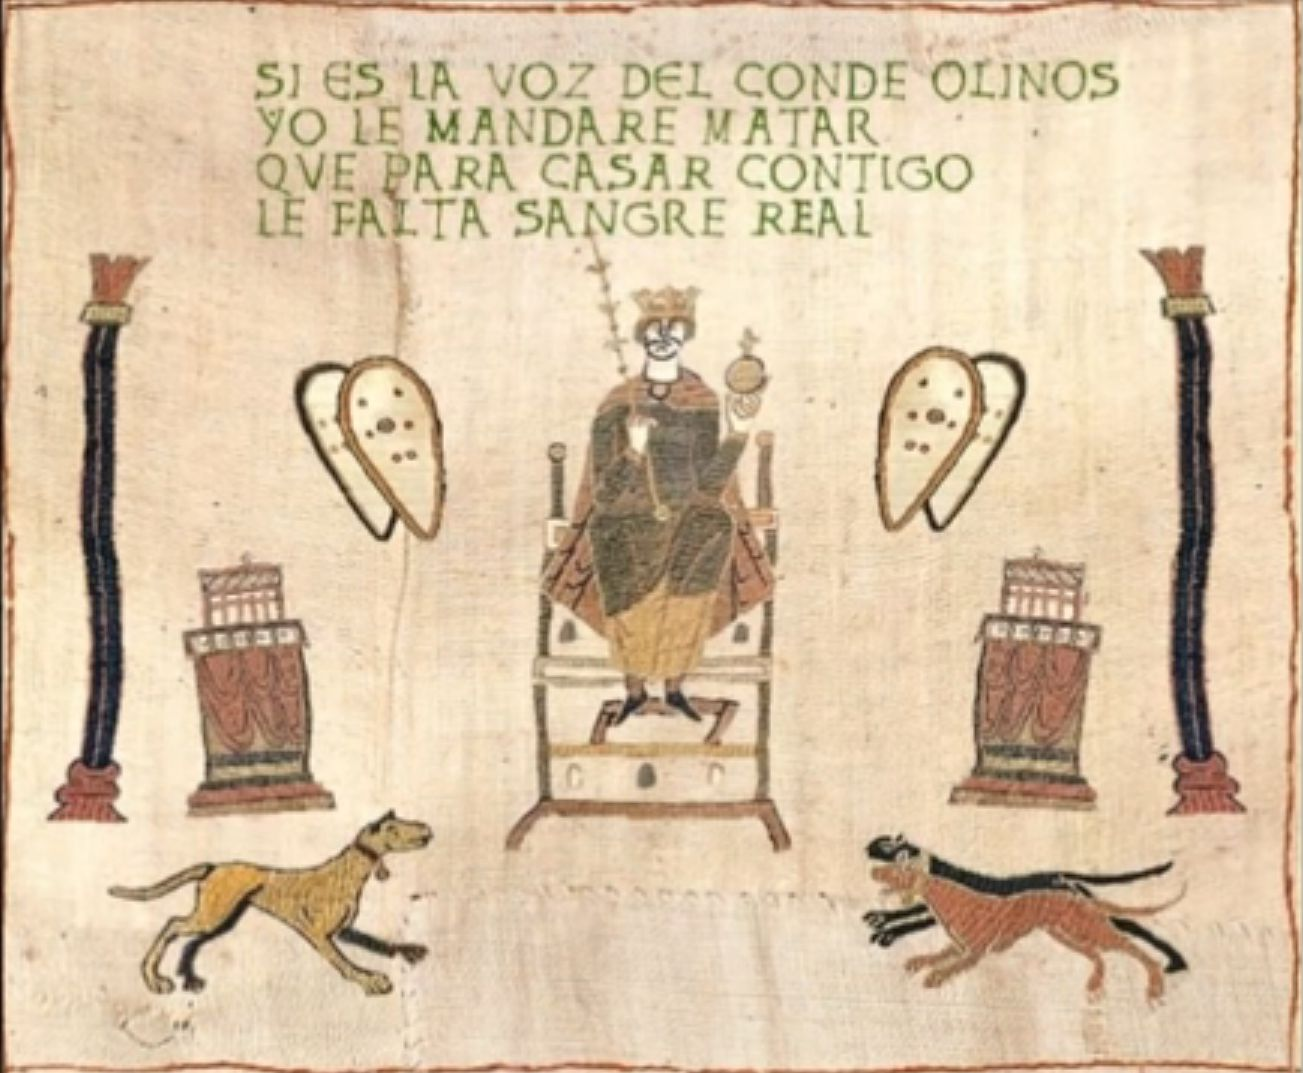 SI ES LA VOZ DEL CONDE OLINOS
YO LE MANDARE MATAR
QVE PARA CASAR CONTIGO
LE FALTA SANGRE REAL